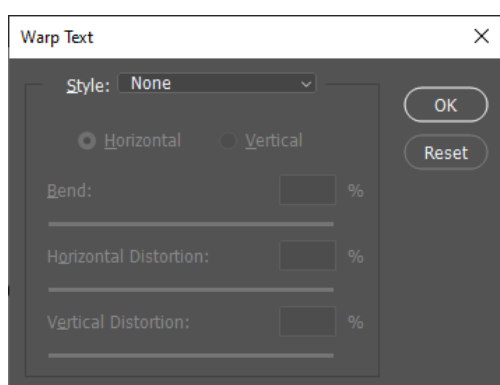 Warp Text
Style: None
OK
Horizontal Vertical
Reset
Bend: %
Horizontal Distortion: %
Vertical Distortion: %